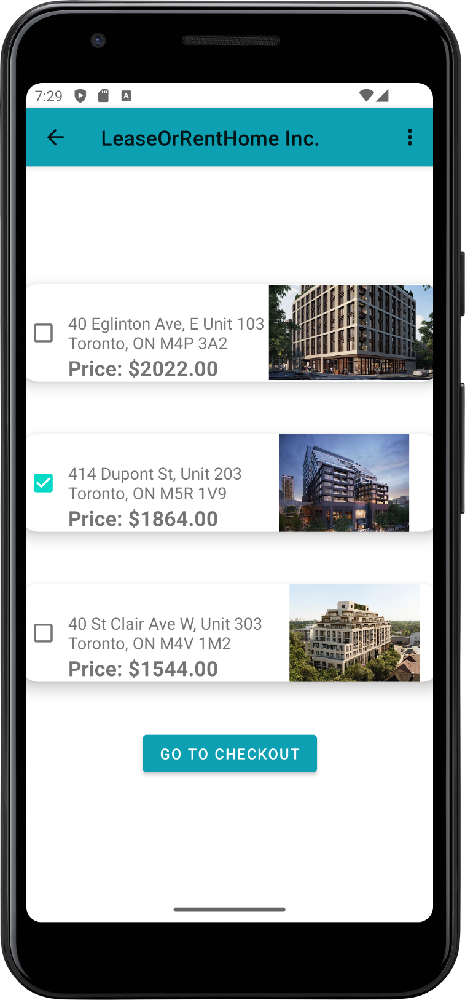 7:29
LeaseOrRentHome Inc.
40 Eglinton Ave, E Unit 103
Toronto, ON M4P 3A2
Price: $2022.00
414 Dupont St, Unit 203
Toronto, ON M5R 1V9
Price: $1864.00
40 St Clair Ave W, Unit 303
Toronto, ON M4V 1M2
Price: $1544.00
GO TO CHECKOUT